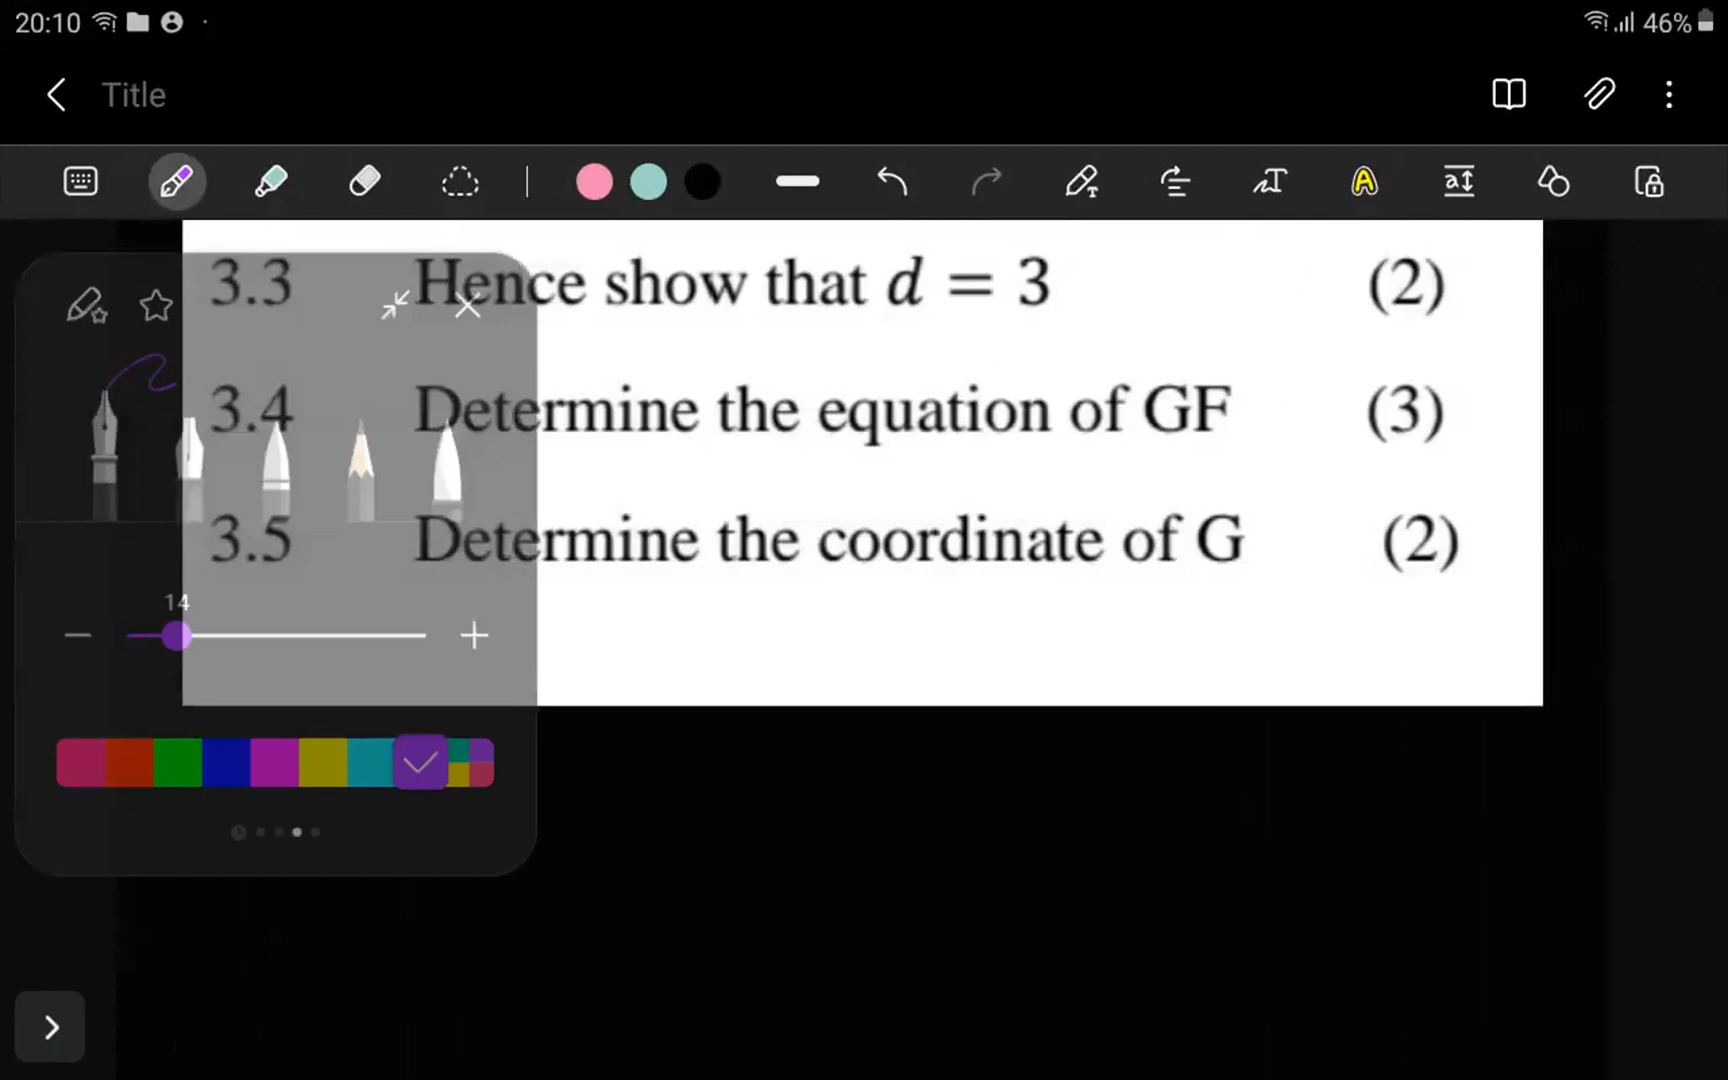 20:10 46%
Title
3.3 Hence show that d = 3 (2)
3.4 Determine the equation of GF (3)
3.5 Determine the coordinate of G (2)
14